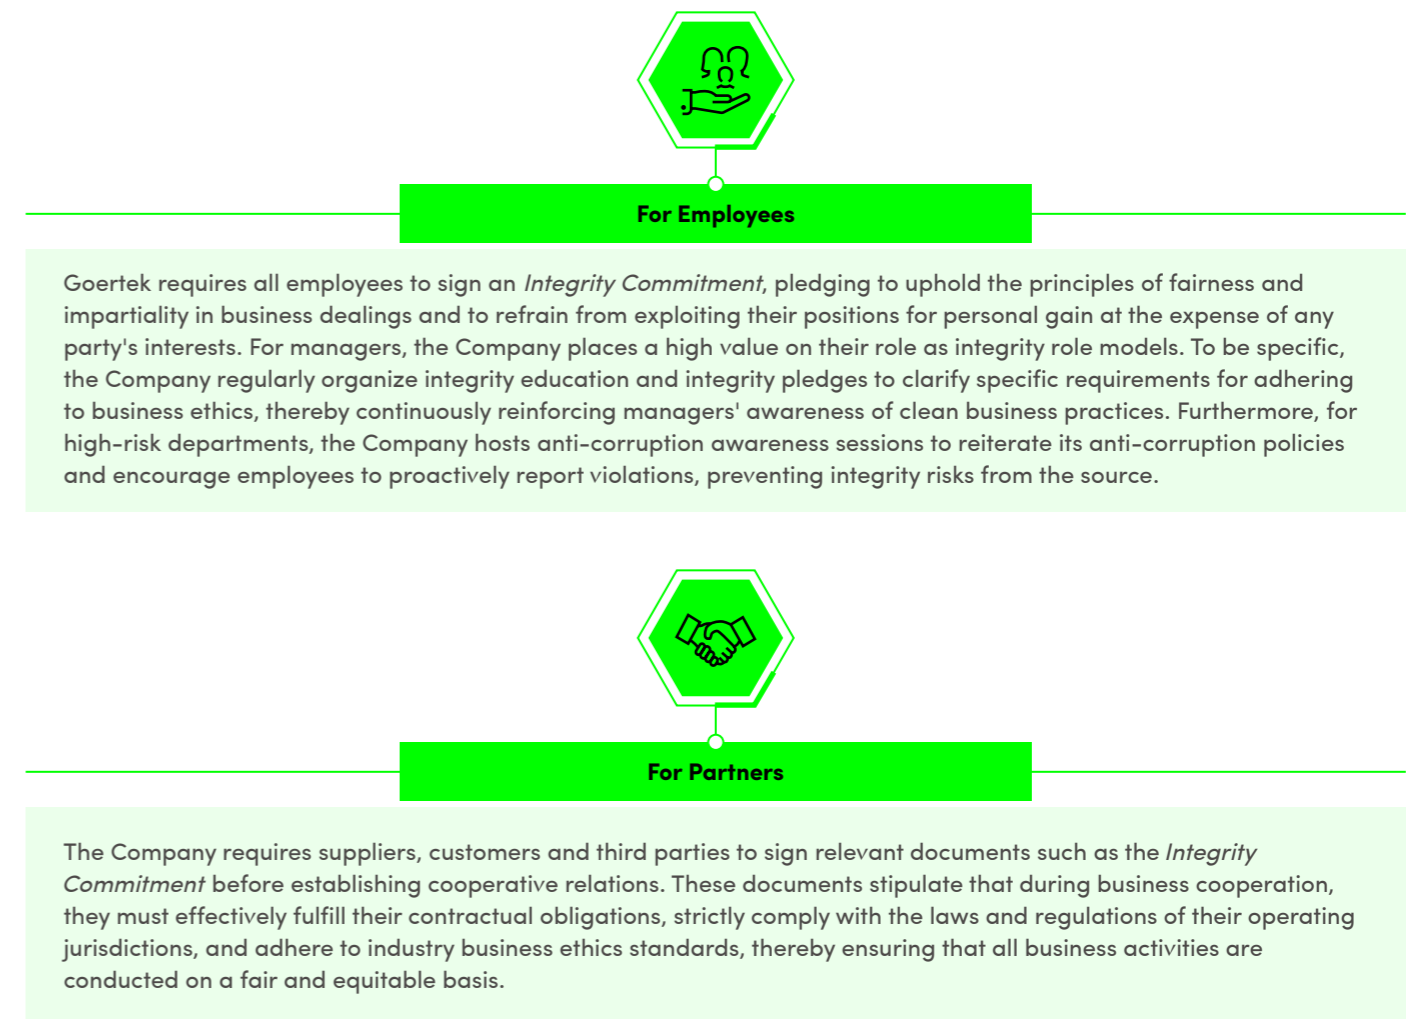 For Employees
Goertek requires all employees to sign an Integrity Commitment, pledging to uphold the principles of fairness and
impartiality in business dealings and to refrain from exploiting their positions for personal gain at the expense of any
party's interests. For managers, the Company places a high value on their role as integrity role models. To be specific,
the Company regularly organize integrity education and integrity pledges to clarify specific requirements for adhering
to business ethics, thereby continuously reinforcing managers' awareness of clean business practices. Furthermore, for
high-risk departments, the Company hosts anti-corruption awareness sessions to reiterate its anti-corruption policies
and encourage employees to proactively report violations, preventing integrity risks from the source.
For Partners
The Company requires suppliers, customers and third parties to sign relevant documents such as the Integrity
Commitment before establishing cooperative relations. These documents stipulate that during business cooperation,
they must effectively fulfill their contractual obligations, strictly comply with the laws and regulations of their operating
jurisdictions, and adhere to industry business ethics standards, thereby ensuring that all business activities are
conducted on a fair and equitable basis.